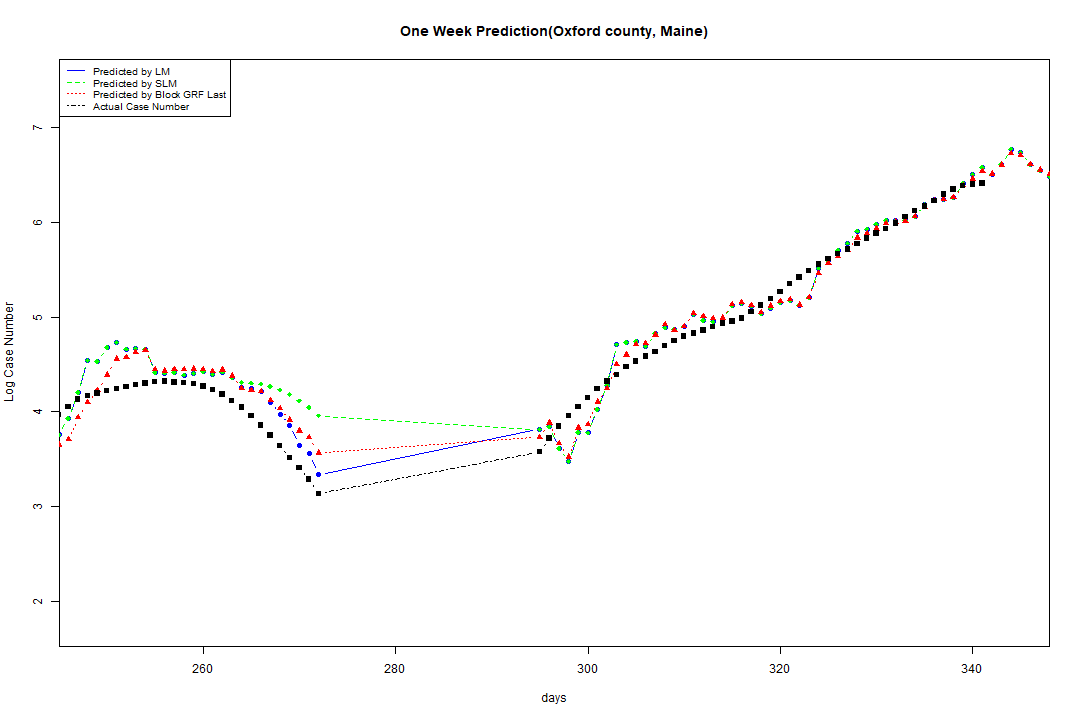 One Week Prediction(Oxford county, Maine)
Predicted by LM
Predicted by SLM
Predicted by Block GRF Last
Actual Case Number
7
6
5
4
3
2
Log Case Number
260 280 300 320 340
days